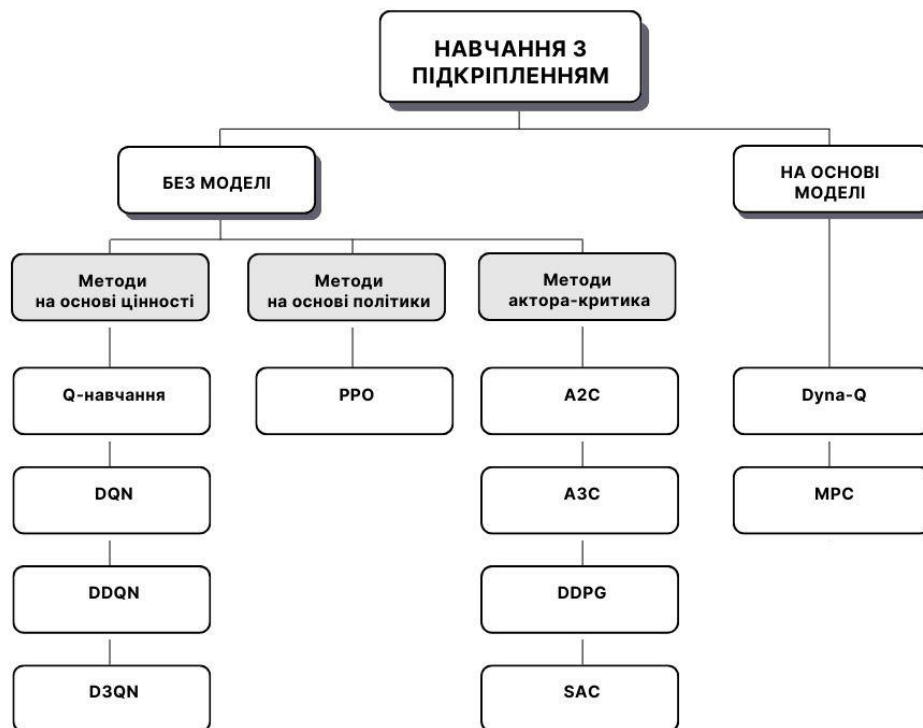 НАВЧАННЯ З
ПІДКРІПЛЕННЯМ
БЕЗ МОДЕЛІ
НА ОСНОВІ
МОДЕЛІ
Методи
на основі цінності
Методи
на основі політики
Методи
актора-критика
Q-навчання
PPO
A2C
Dyna-Q
DQN
A3C
MPC
DDQN
DDPG
D3QN
SAC